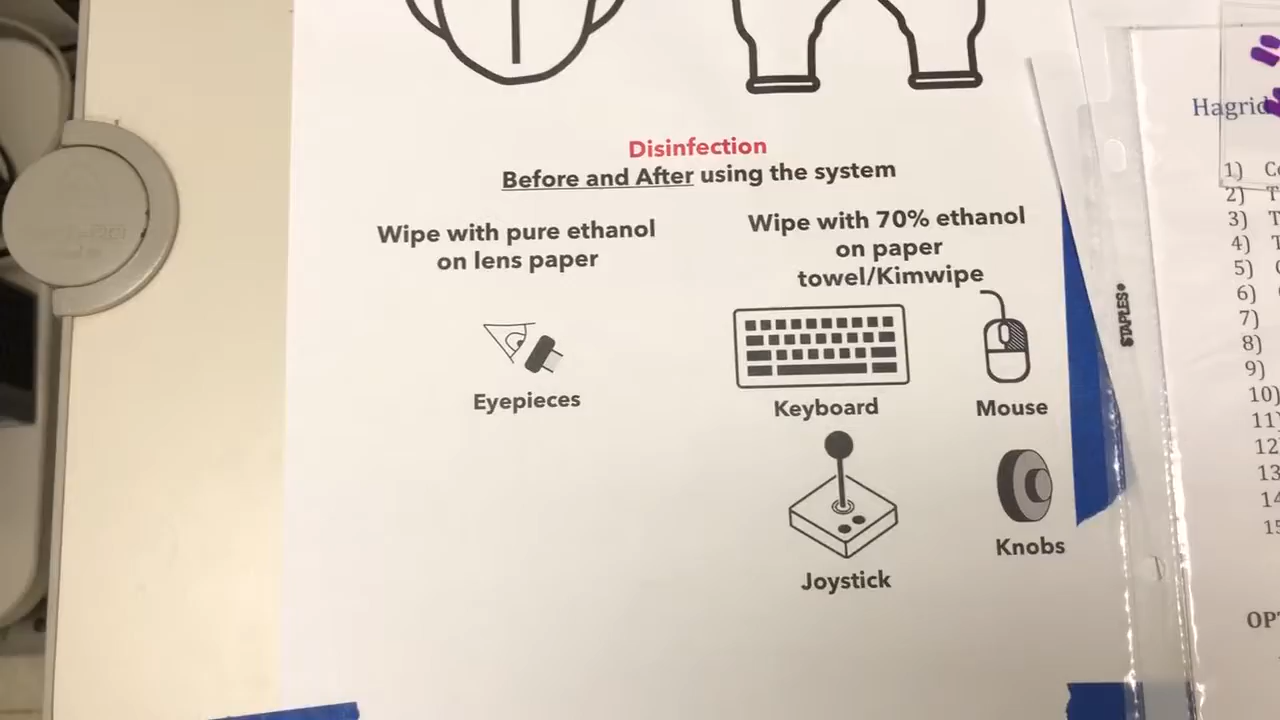 Disinfection
Before and After using the system
Wipe with pure ethanol
on lens paper
Eyepieces
Wipe with 70% ethanol
on paper
towel/Kimwipe
Keyboard
Mouse
Joystick
Knobs
STAPLES
Hagrid
1)
2)
3)
4)
5)
6)
7)
8)
9)
10)
11)
12
13
14
15